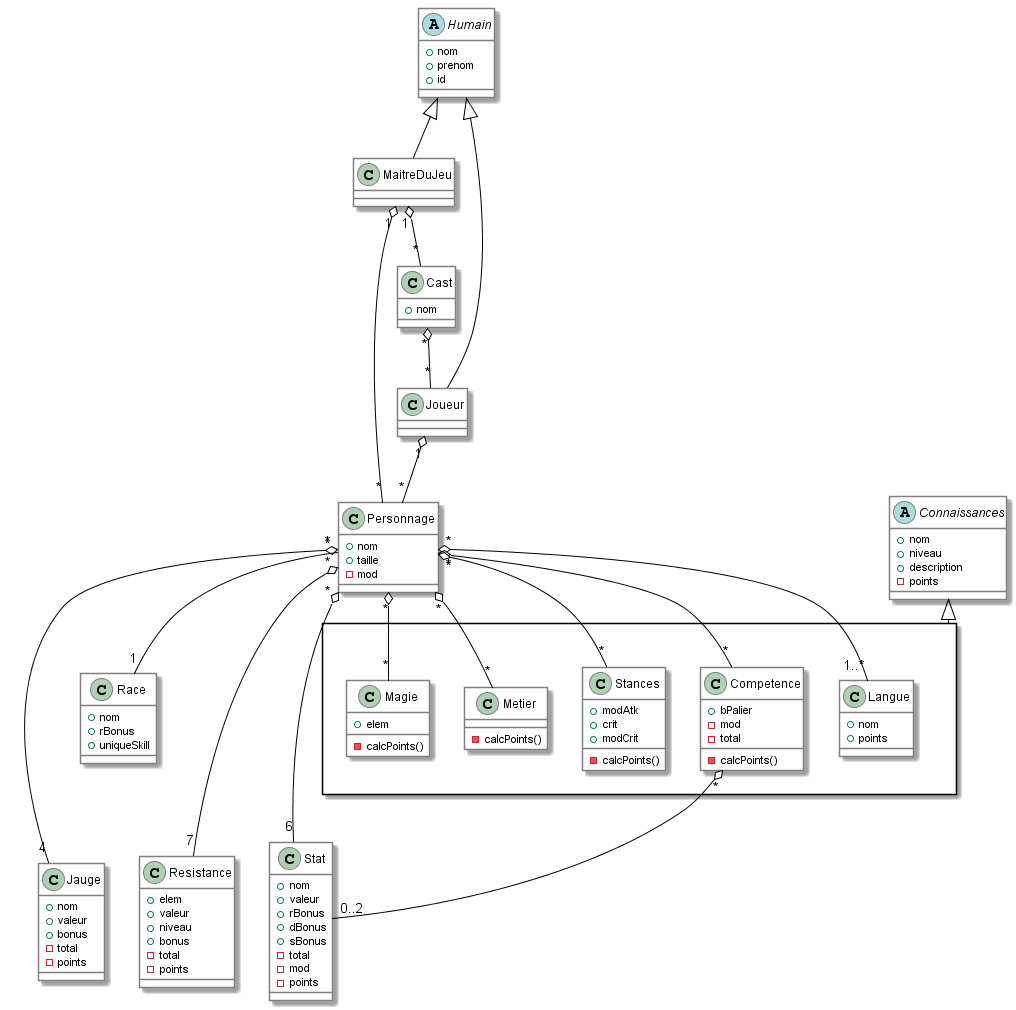 A Humain
nom
prenom
id
C MaitreDuJeu
1
1
*
C Cast
nom
*
*
C Joueur
1
*
*
C Personnage
nom
taille
mod
A Connaissances
nom
niveau
description
points
*
*
*
*
*
*
*
*
1
*
*
*
*
1..*
C Race
nom
rBonus
uniqueSkill
C Magie
elem
calcPoints()
C Metier
calcPoints()
C Stances
modAtk
crit
modCrit
calcPoints()
C Competence
bPalier
mod
total
calcPoints()
C Langue
nom
points
*
4
7
6
0..2
C Jauge
nom
valeur
bonus
total
points
C Resistance
elem
valeur
niveau
bonus
total
points
C Stat
nom
valeur
rBonus
dBonus
sBonus
total
mod
points